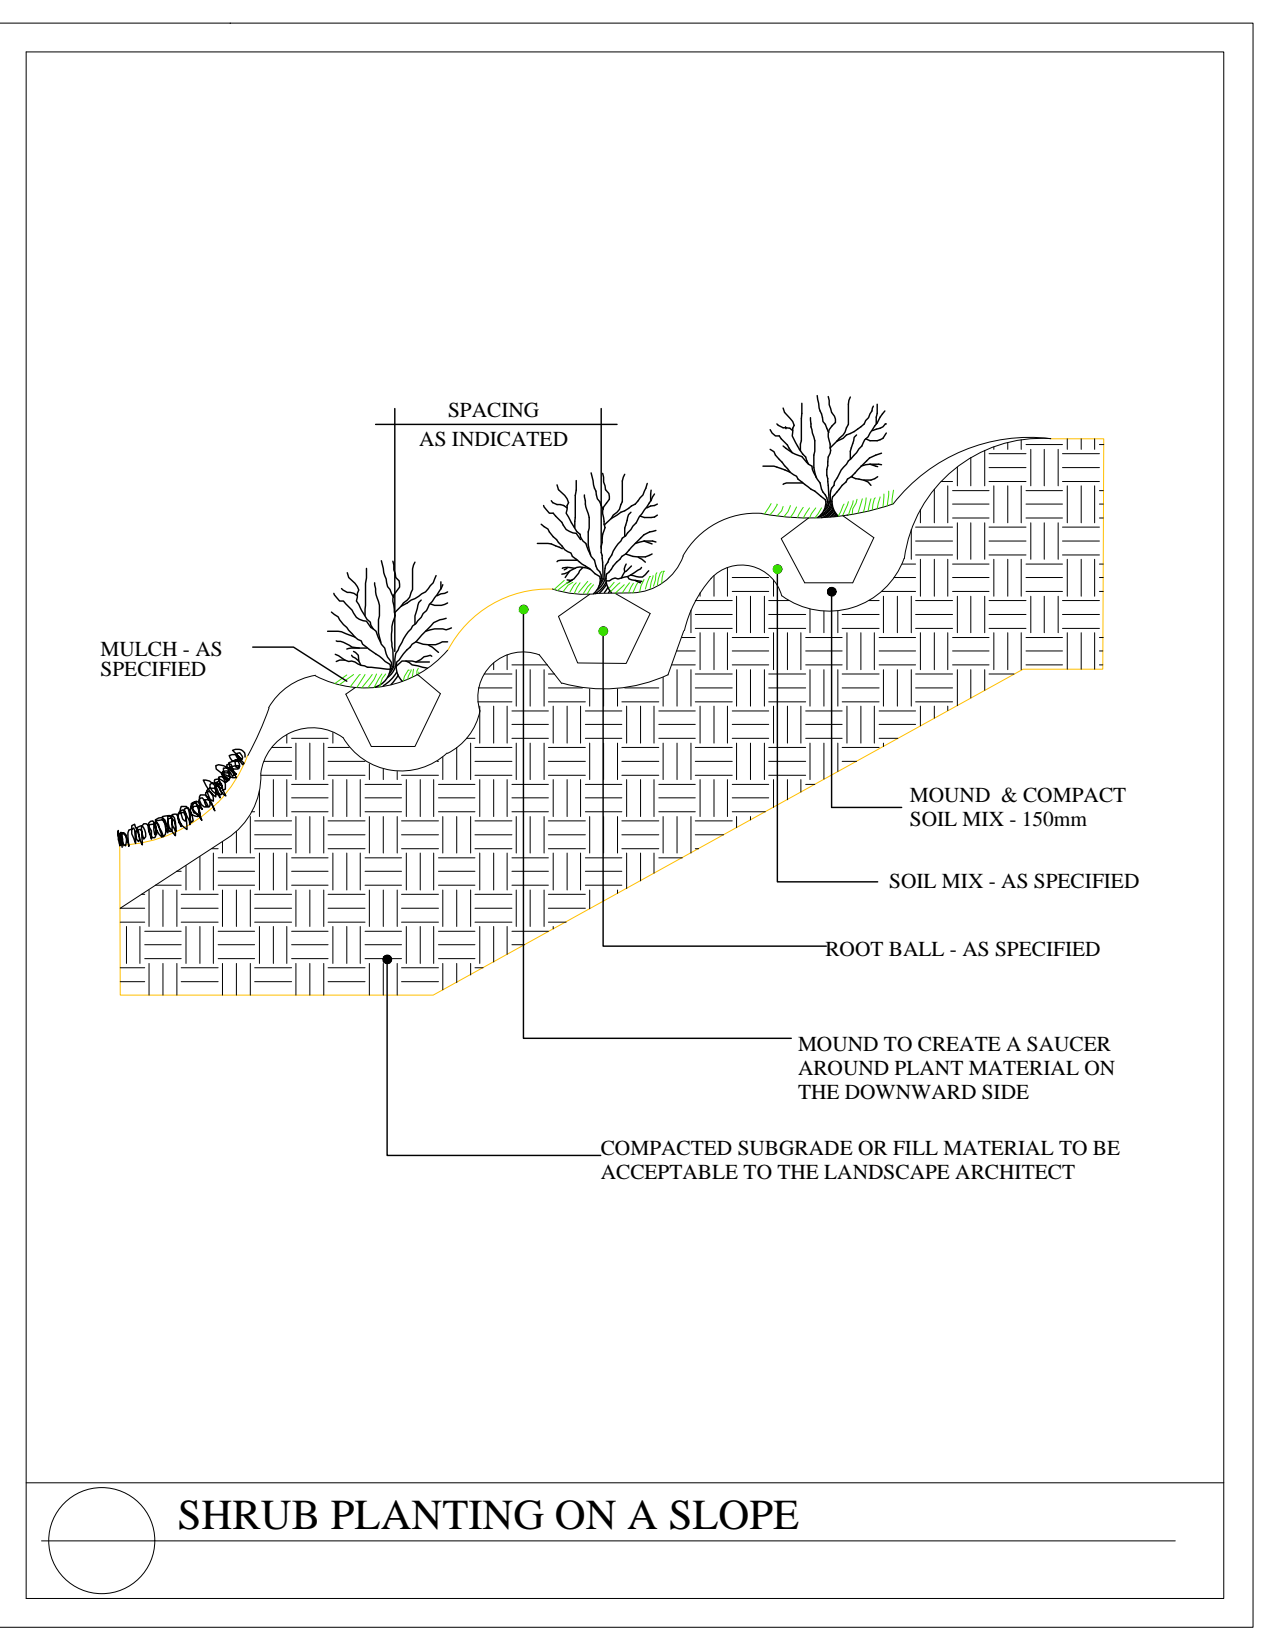 SPACING
AS INDICATED
MULCH - AS
SPECIFIED
MOUND & COMPACT
SOIL MIX - 150mm
SOIL MIX - AS SPECIFIED
ROOT BALL - AS SPECIFIED
MOUND TO CREATE A SAUCER
AROUND PLANT MATERIAL ON
THE DOWNWARD SIDE
COMPACTED SUBGRADE OR FILL MATERIAL TO BE
ACCEPTABLE TO THE LANDSCAPE ARCHITECT
SHRUB PLANTING ON A SLOPE